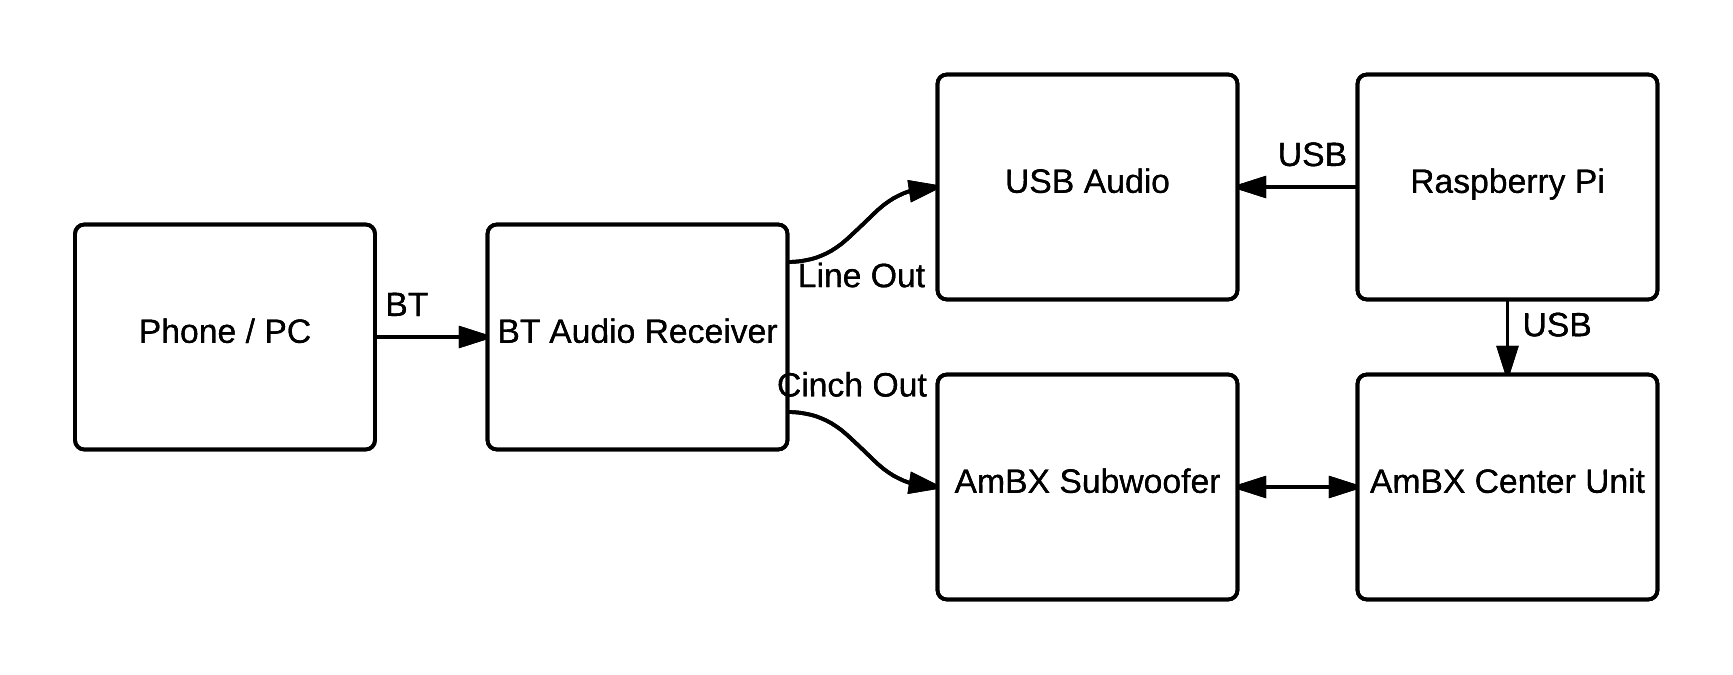 USB Audio
USB
Raspberry Pi
Line Out
Phone / PC
BT
BT Audio Receiver
USB
Cinch Out
AmBX Subwoofer
AmBX Center Unit